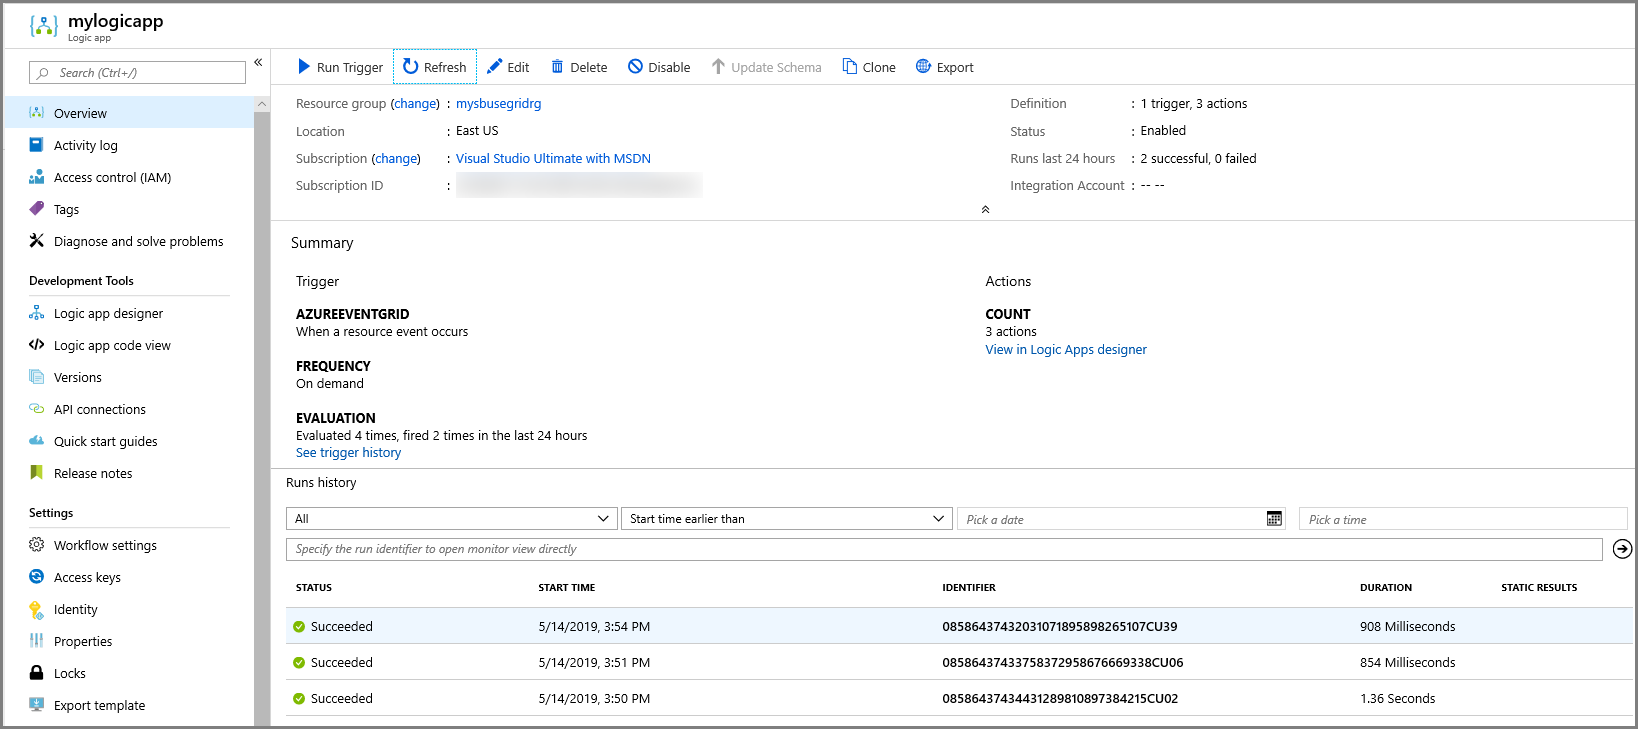 mylogicapp
Logic app
Search (Ctrl+/)
«
Overview
Activity log
Access control (IAM)
Tags
Diagnose and solve problems
Development Tools
Logic app designer
Logic app code view
Versions
API connections
Quick start guides
Release notes
Settings
Workflow settings
Access keys
Identity
Properties
Locks
Export template
Run Trigger Refresh Edit Delete Disable Update Schema Clone Export
Resource group (change) : mysbusegridrg
Location : East US
Subscription (change) : Visual Studio Ultimate with MSDN
Subscription ID :
Definition : 1 trigger, 3 actions
Status : Enabled
Runs last 24 hours : 2 successful, 0 failed
Integration Account : -- --
Summary
Trigger
AZUREEVENTGRID
When a resource event occurs
FREQUENCY
On demand
EVALUATION
Evaluated 4 times, fired 2 times in the last 24 hours
See trigger history
Actions
COUNT
3 actions
View in Logic Apps designer
Runs history
All Start time earlier than Pick a date Pick a time
Specify the run identifier to open monitor view directly
STATUS START TIME IDENTIFIER DURATION STATIC RESULTS
Succeeded 5/14/2019, 3:54 PM 08586437432031071895898265107CU39 908 Milliseconds
Succeeded 5/14/2019, 3:51 PM 08586437433758372958676669338CU06 854 Milliseconds
Succeeded 5/14/2019, 3:50 PM 08586437434431289810897384215CU02 1.36 Seconds